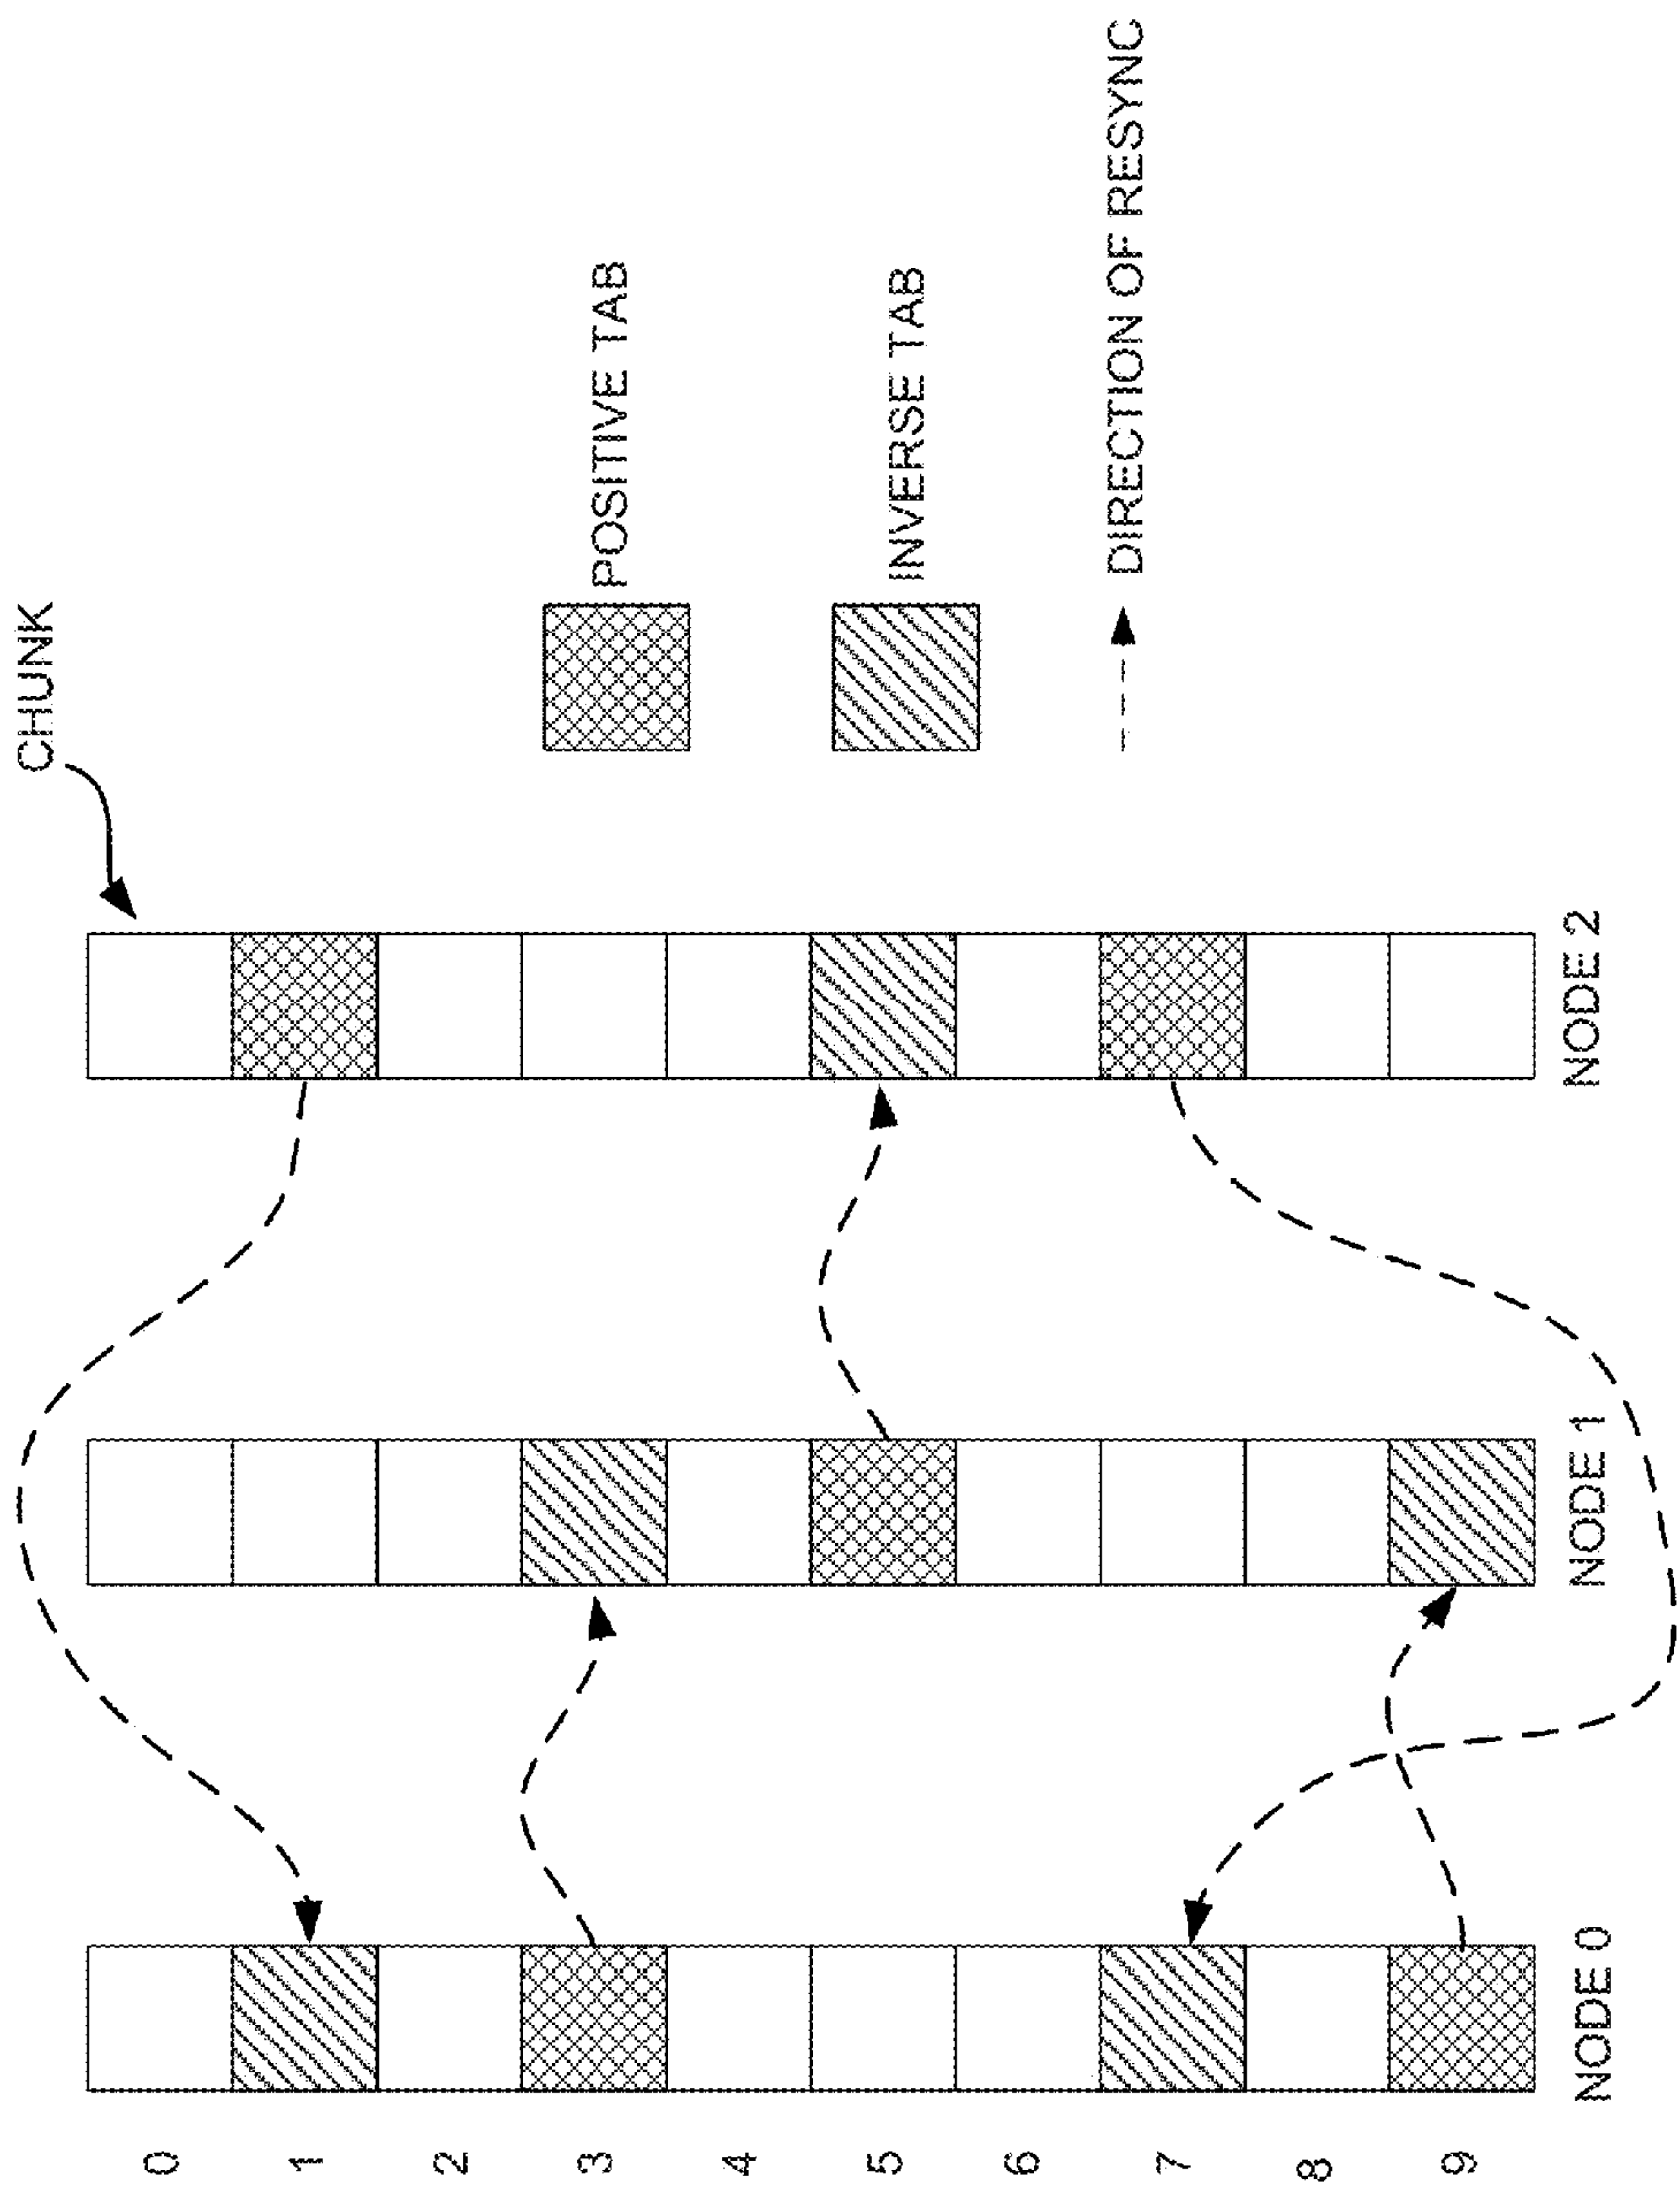 CHUNK
0
1
2
3
4
5
6
7
8
9
NODE 0
NODE 1
NODE 2
POSITIVE TAB
INVERSE TAB
DIRECTION OF RESYNC